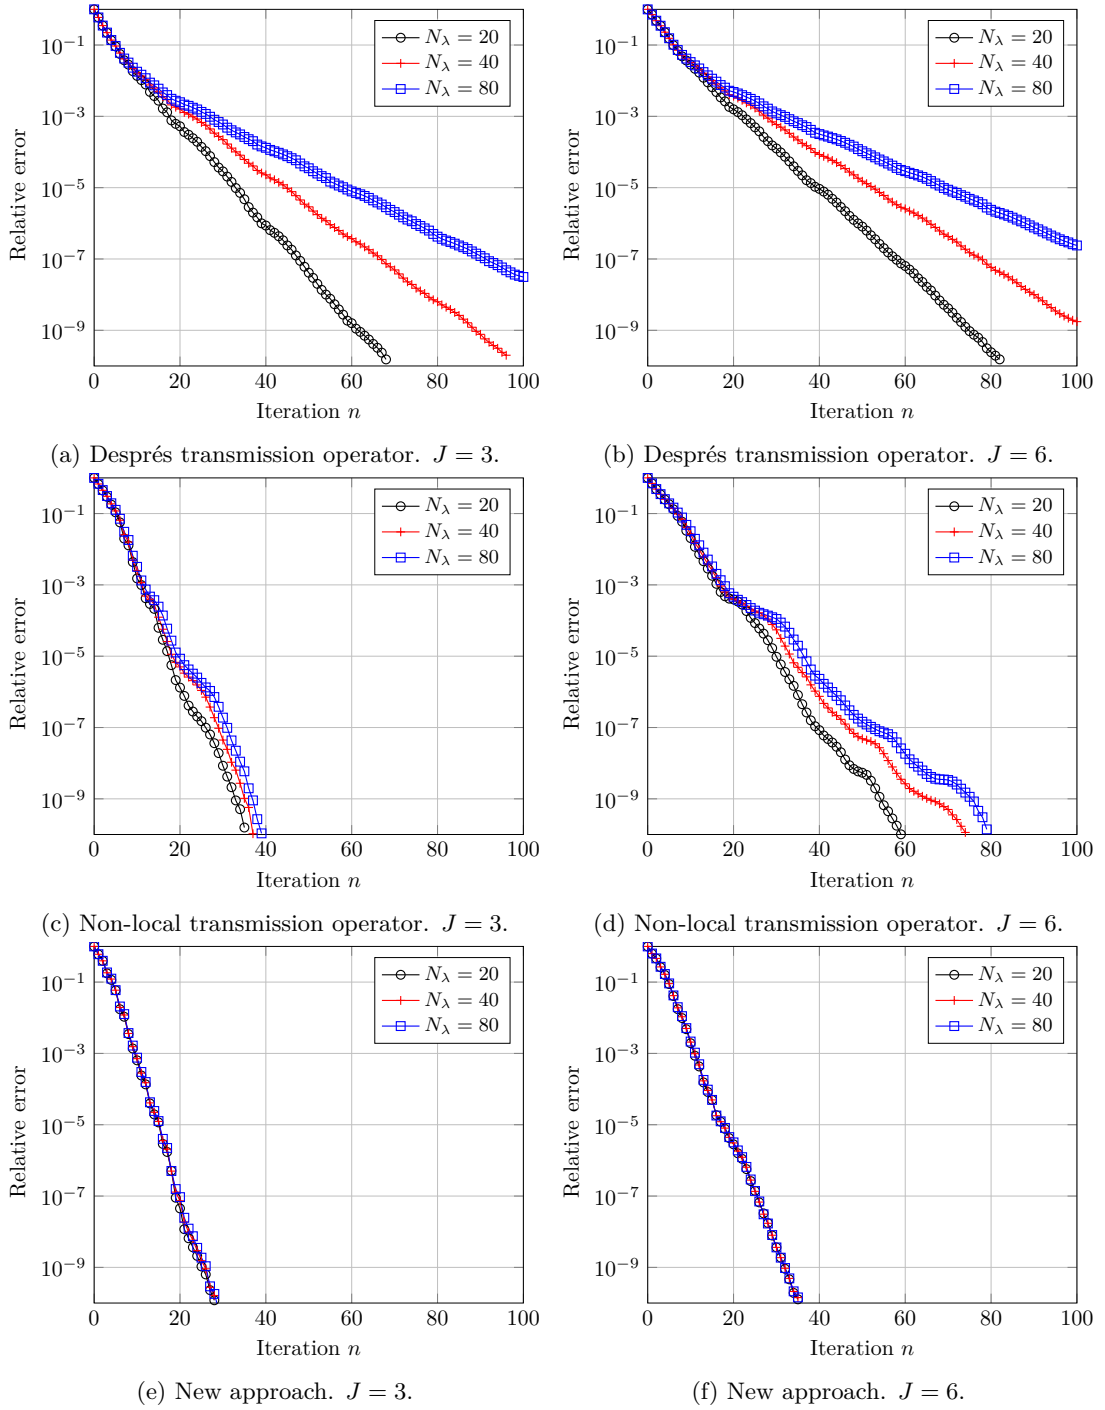 10^{-1}
10^{-3}
10^{-5}
10^{-7}
10^{-9}
Relative error
0 20 40 60 80 100
Iteration n
N_λ = 20
N_λ = 40
N_λ = 80
(a) Després transmission operator. J = 3.
10^{-1}
10^{-3}
10^{-5}
10^{-7}
10^{-9}
Relative error
0 20 40 60 80 100
Iteration n
N_λ = 20
N_λ = 40
N_λ = 80
(b) Després transmission operator. J = 6.
10^{-1}
10^{-3}
10^{-5}
10^{-7}
10^{-9}
Relative error
0 20 40 60 80 100
Iteration n
N_λ = 20
N_λ = 40
N_λ = 80
(c) Non-local transmission operator. J = 3.
10^{-1}
10^{-3}
10^{-5}
10^{-7}
10^{-9}
Relative error
0 20 40 60 80 100
Iteration n
N_λ = 20
N_λ = 40
N_λ = 80
(d) Non-local transmission operator. J = 6.
10^{-1}
10^{-3}
10^{-5}
10^{-7}
10^{-9}
Relative error
0 20 40 60 80 100
Iteration n
N_λ = 20
N_λ = 40
N_λ = 80
(e) New approach. J = 3.
10^{-1}
10^{-3}
10^{-5}
10^{-7}
10^{-9}
Relative error
0 20 40 60 80 100
Iteration n
N_λ = 20
N_λ = 40
N_λ = 80
(f) New approach. J = 6.